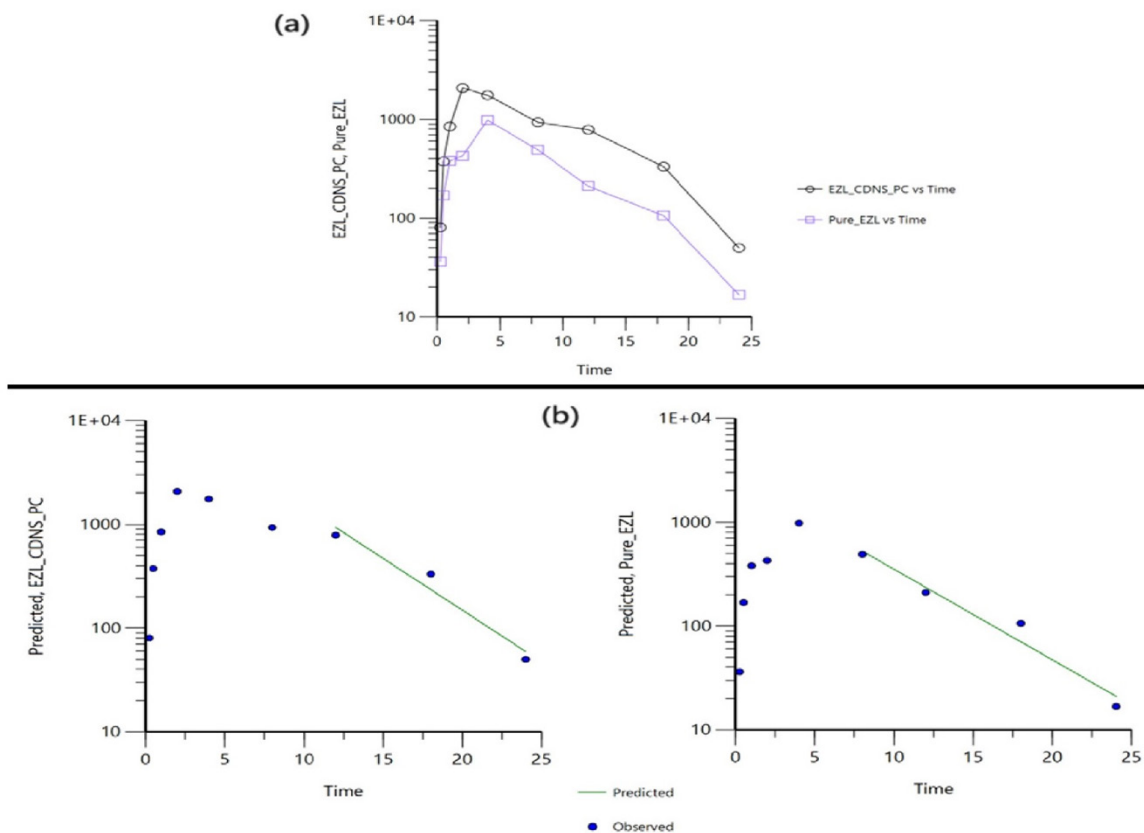 (a)
1E+04
1000
100
10
EZL_CDNS_PC, Pure_EZL
0 5 10 15 20 25
Time
EZL_CDNS_PC vs Time
Pure_EZL vs Time
(b)
1E+04
1000
100
10
Predicted, EZL_CDNS_PC
0 5 10 15 20 25
Time
1E+04
1000
100
10
Predicted, Pure_EZL
0 5 10 15 20 25
Time
Predicted
Observed